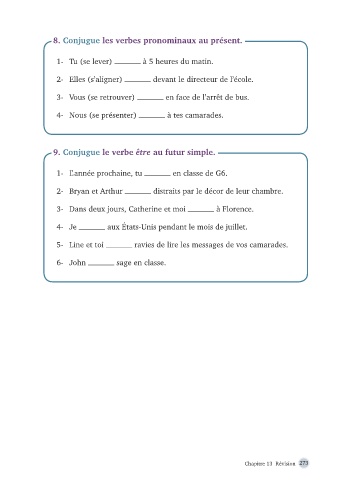 8. Conjugue les verbes pronominaux au présent.
1- Tu (se lever) ______ à 5 heures du matin.
2- Elles (s'aligner) ______ devant le directeur de l'école.
3- Vous (se retrouver) ______ en face de l'arrêt de bus.
4- Nous (se présenter) ______ à tes camarades.
9. Conjugue le verbe être au futur simple.
1- L'année prochaine, tu ______ en classe de G6.
2- Bryan et Arthur ______ distraits par le décor de leur chambre.
3- Dans deux jours, Catherine et moi ______ à Florence.
4- Je ______ aux États-Unis pendant le mois de juillet.
5- Line et toi ______ ravies de lire les messages de vos camarades.
6- John ______ sage en classe.
Chapitre 13 Révision 273